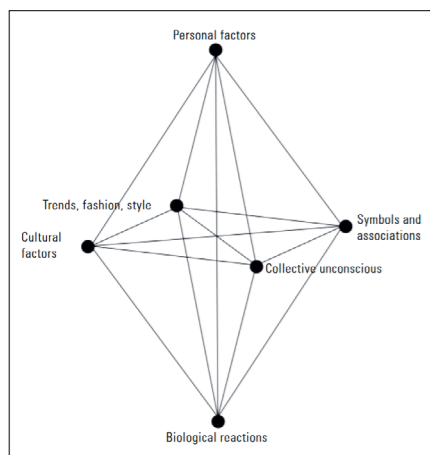 Personal factors
Trends, fashion, style
Symbols and
associations
Cultural
factors
Collective unconscious
Biological reactions